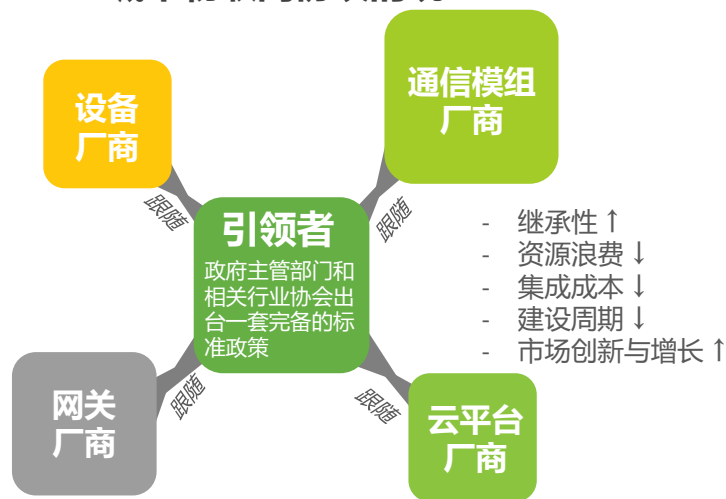 设备
厂商
通信模组
厂商
跟随
跟随
引领者
政府主管部门和
相关行业协会出
台一套完备的标
准政策
- 继承性↑
- 资源浪费↓
- 集成成本↓
- 建设周期↓
- 市场创新与增长↑
跟随
跟随
网关
厂商
云平台
厂商